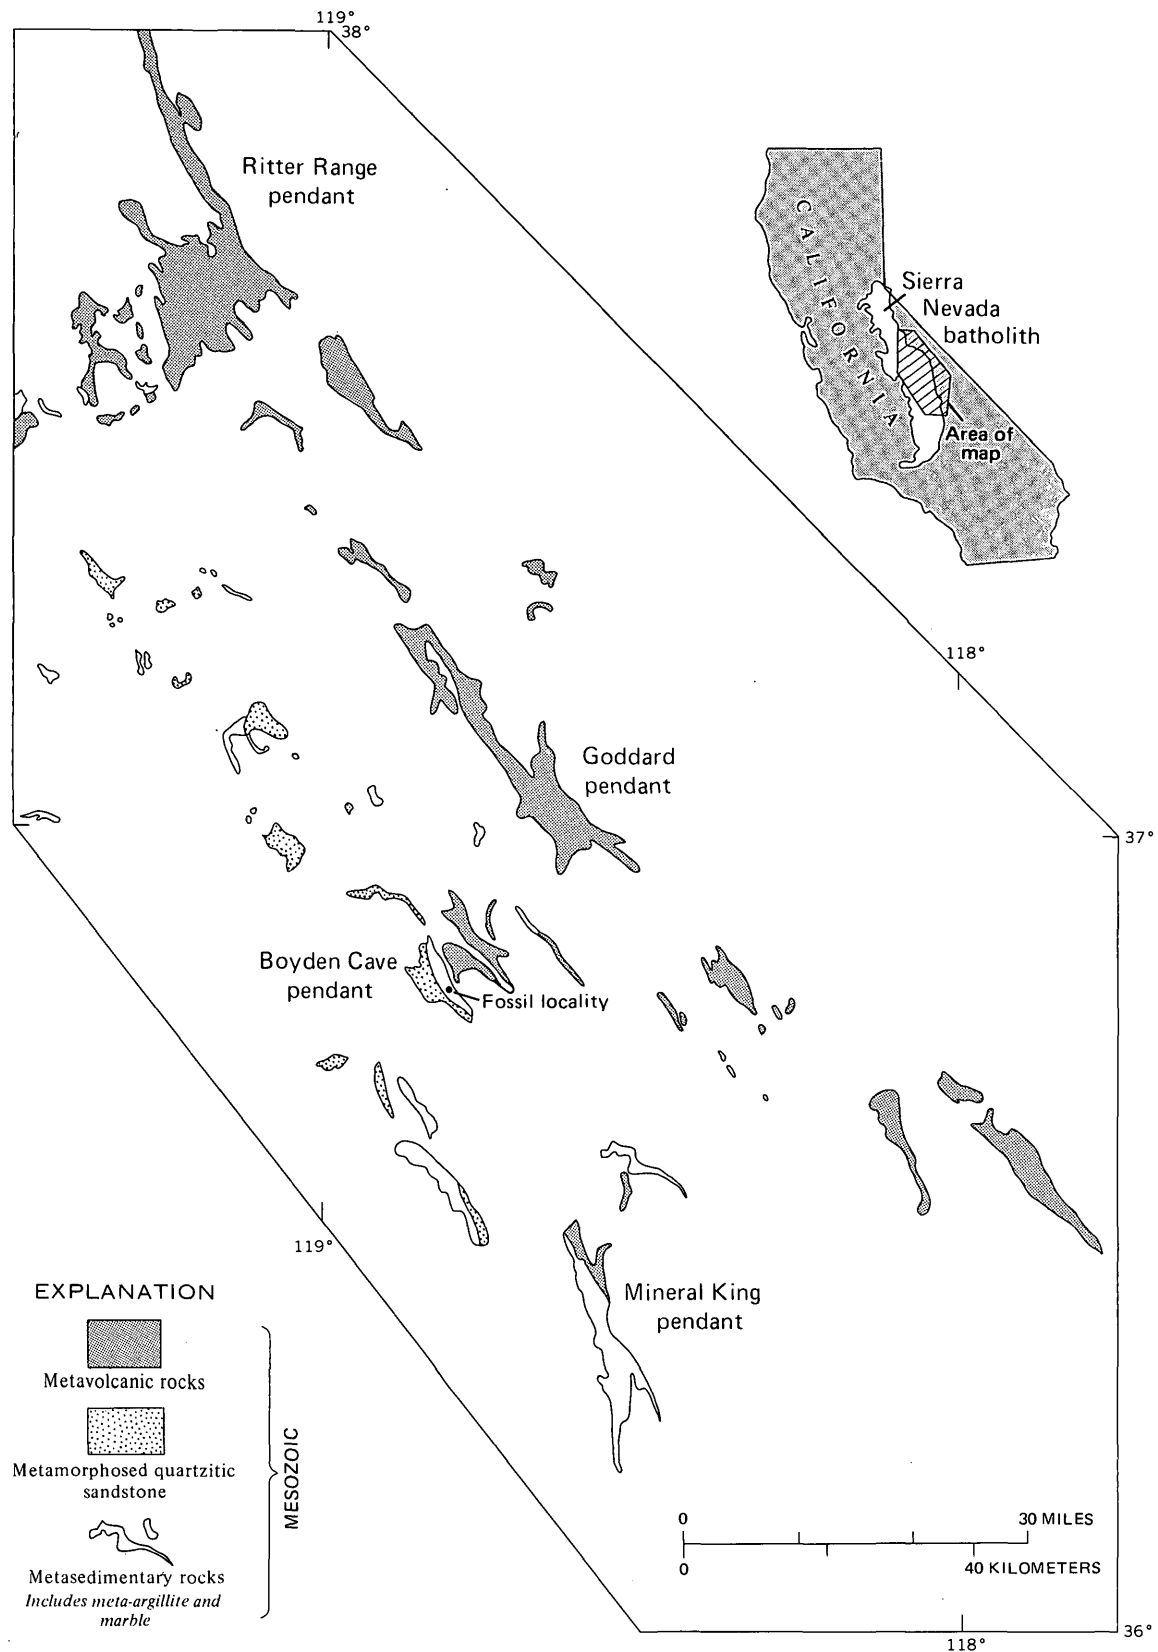 119°
38°
Ritter Range
pendant
CALIFORNIA
Sierra
Nevada
batholith
Area of
map
118°
Goddard
pendant
37°
Boyden Cave
pendant
Fossil locality
119°
Mineral King
pendant
EXPLANATION
Metavolcanic rocks
Metamorphosed quartzitic
sandstone
Metasedimentary rocks
Includes meta-argillite and
marble
MESOZOIC
0 30 MILES
0 40 KILOMETERS
36°
118°